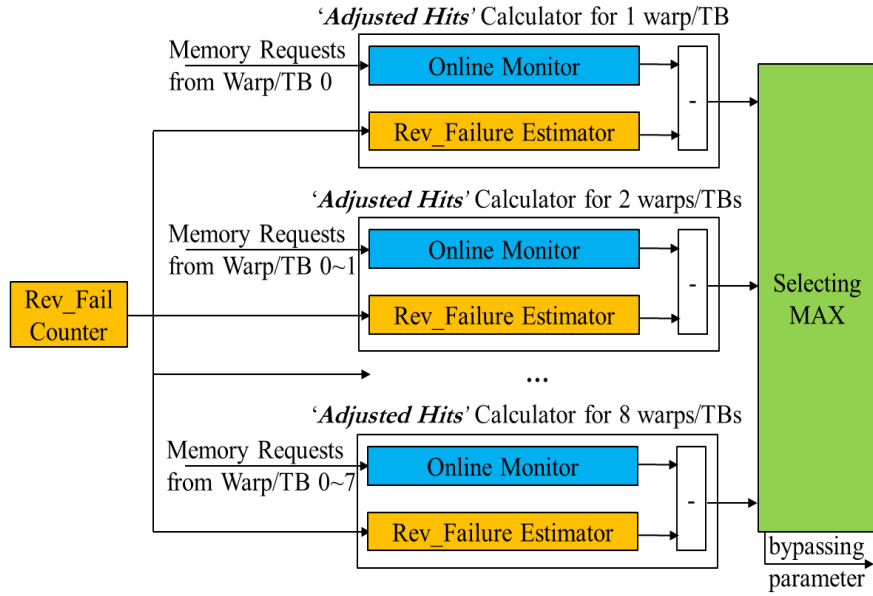 ‘Adjusted Hits’ Calculator for 1 warp/TB
Memory Requests
from Warp/TB 0
Online Monitor
Rev_Failure Estimator
-
‘Adjusted Hits’ Calculator for 2 warps/TBs
Memory Requests
from Warp/TB 0~1
Online Monitor
Rev_Failure Estimator
-
Rev_Fail
Counter
Selecting
MAX
...
‘Adjusted Hits’ Calculator for 8 warps/TBs
Memory Requests
from Warp/TB 0~7
Online Monitor
Rev_Failure Estimator
-
bypassing
parameter